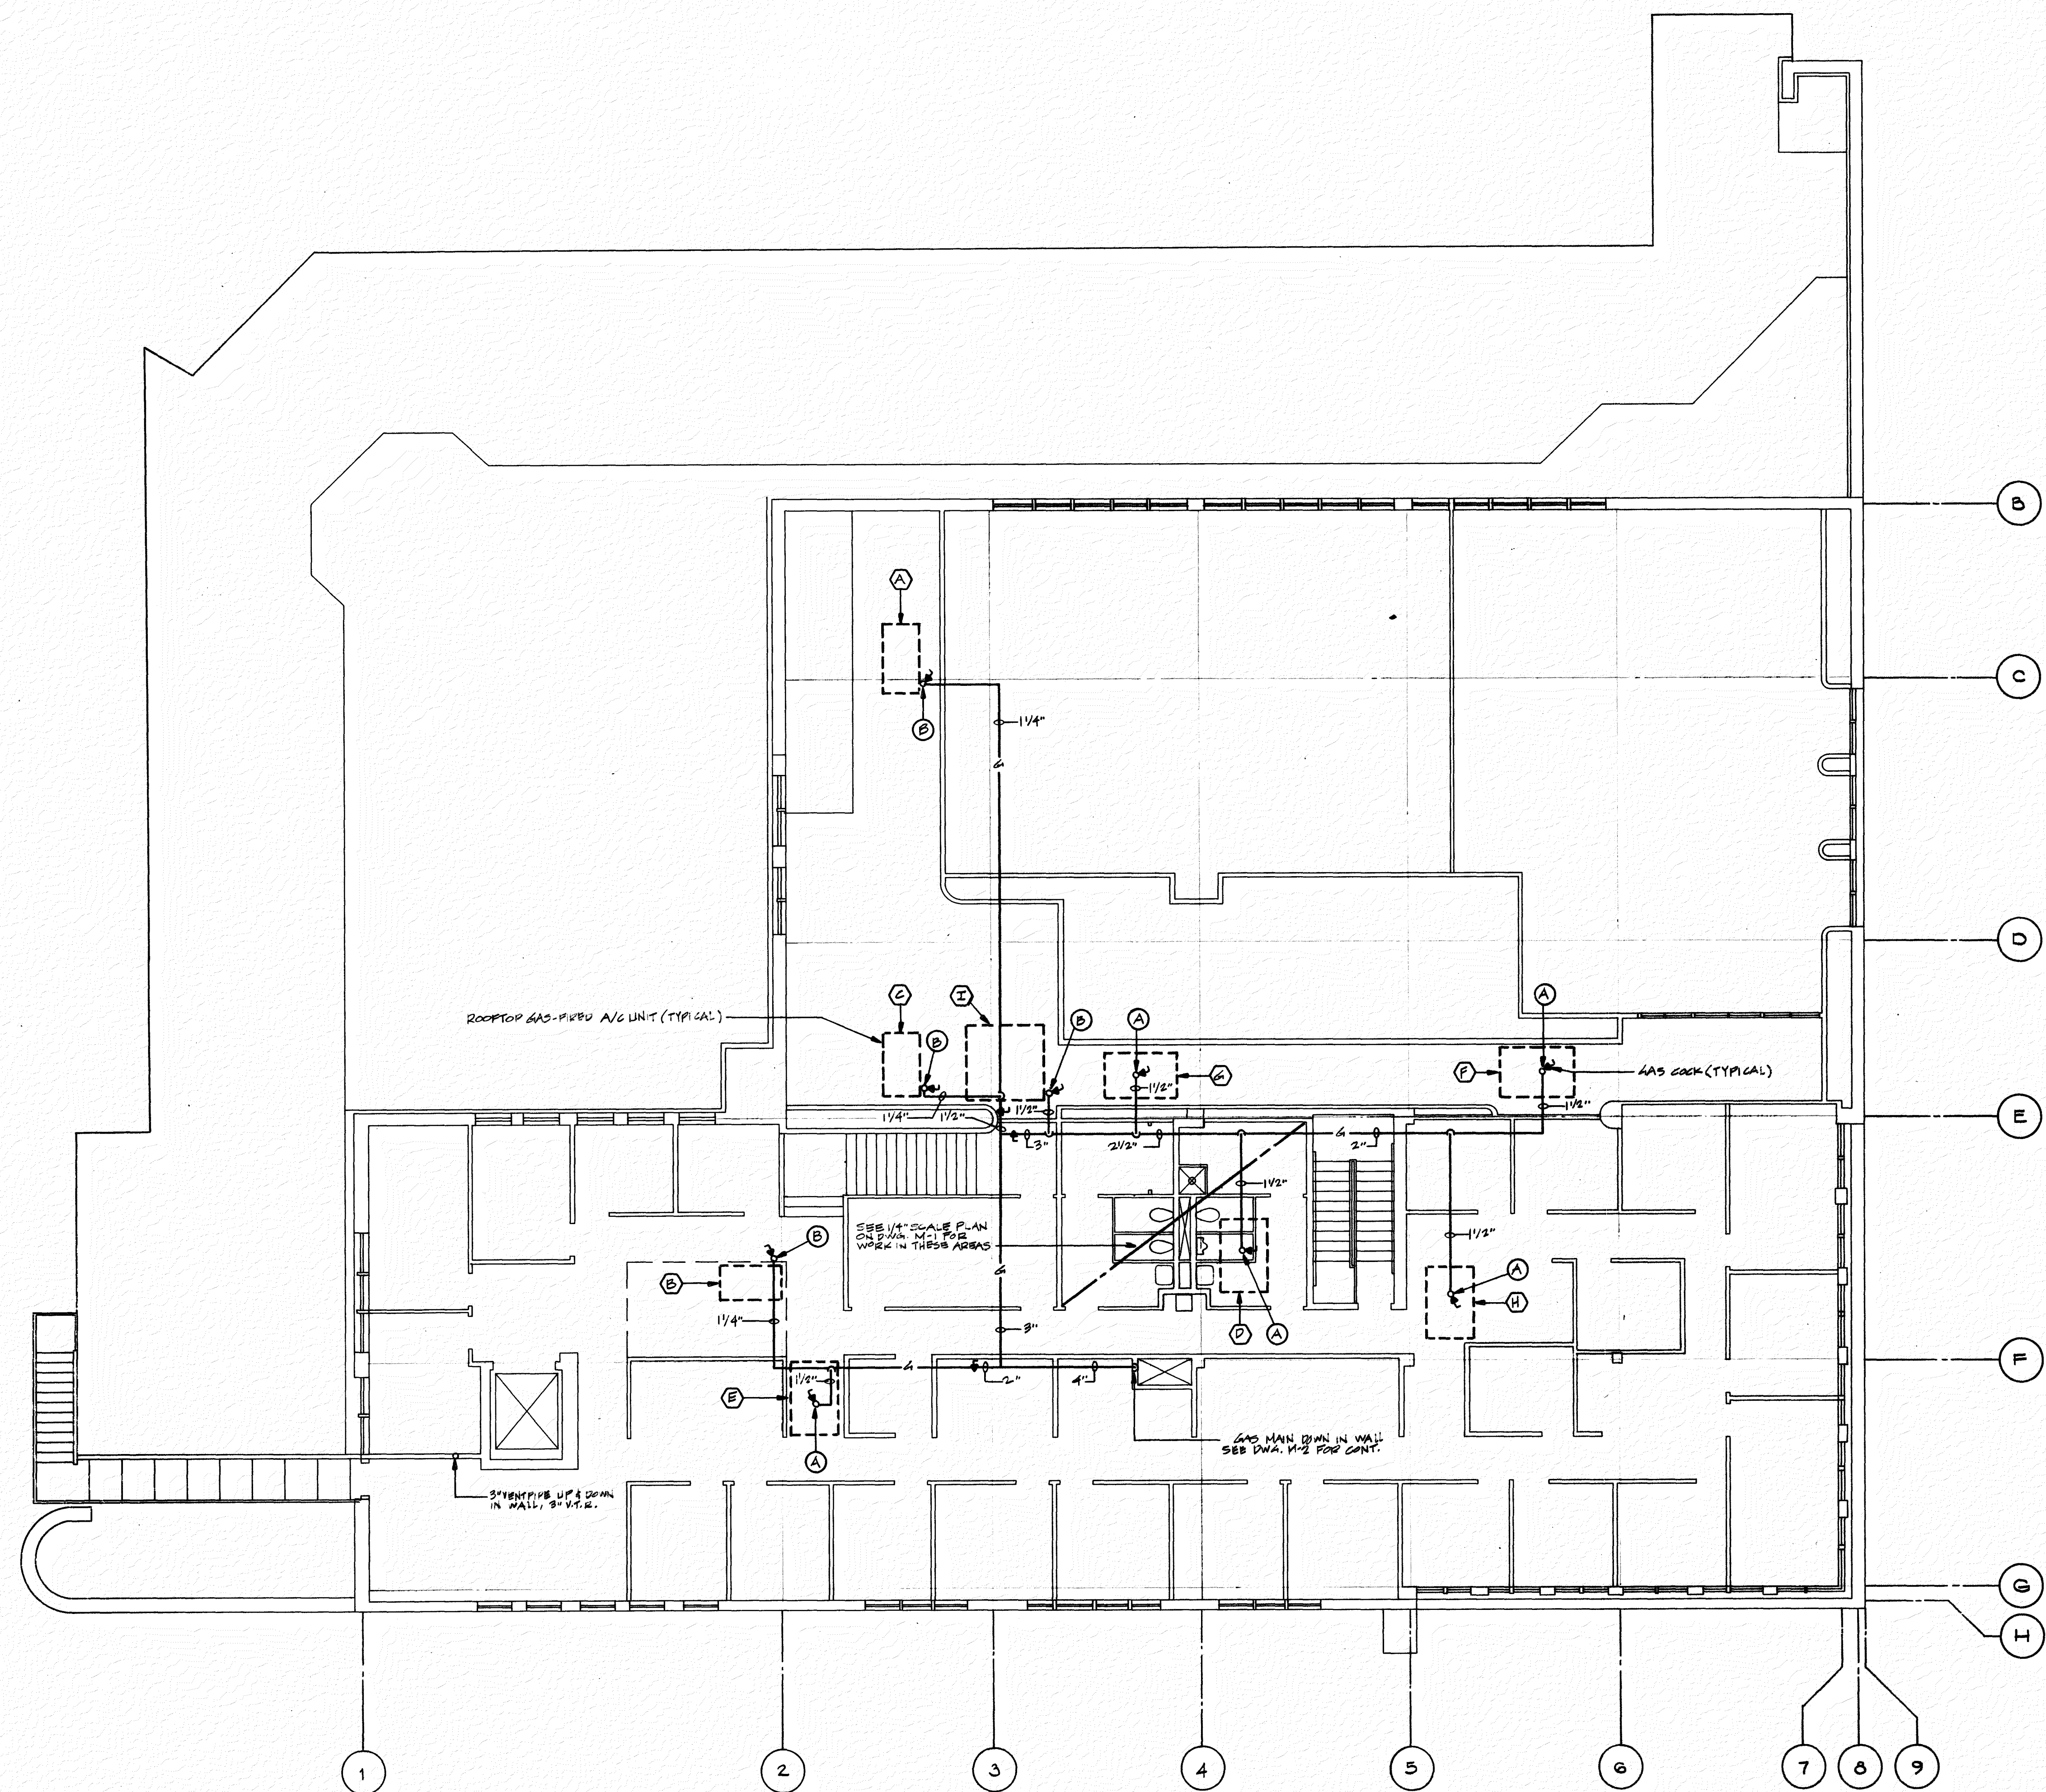 B
A
C
B
1 1/4"
G
D
C
I
A
A
ROOFTOP GAS-FIRED A/C UNIT (TYPICAL)
B
B
G
F
GAS COCK (TYPICAL)
1 1/2"
1 1/4"
1 1/2"
1 1/2"
1 1/2"
E
3"
2 1/2"
G
2"
1 1/2"
SEE 1/4" SCALE PLAN
ON DWG. M-1 FOR
WORK IN THESE AREAS
B
1 1/2"
G
A
B
H
1 1/4"
3"
D
A
F
G
1 1/2"
2"
4"
E
GAS MAIN DOWN IN WALL
SEE DWG. M-2 FOR CONT.
A
3" VENTPIPE UP & DOWN
IN WALL, 3" V.T.R.
G
H
1
2
3
4
5
6
7
8
9